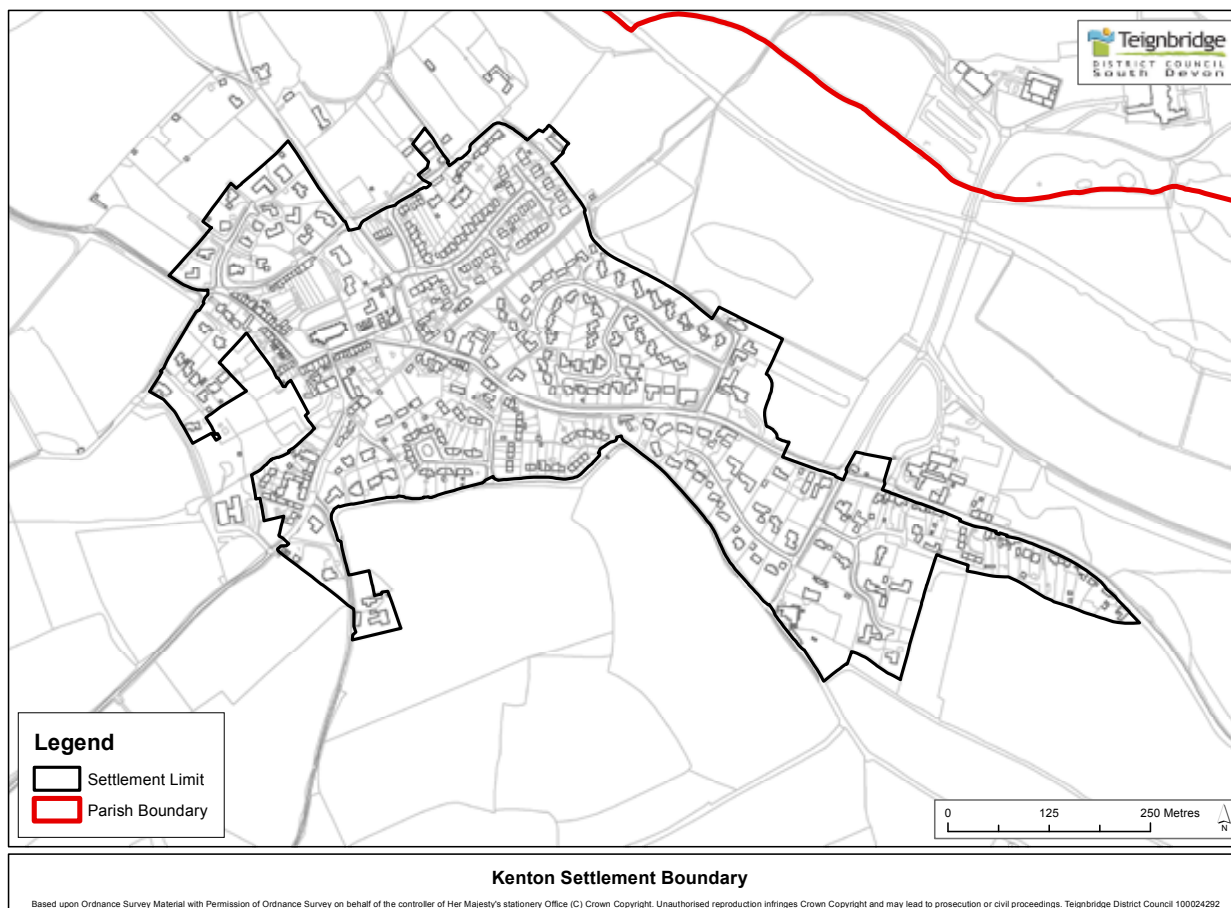 Teignbridge
DISTRICT COUNCIL
South Devon
Legend
Settlement Limit
Parish Boundary
0 125 250 Metres
N
Kenton Settlement Boundary
Based upon Ordnance Survey Material with Permission of Ordnance Survey on behalf of the controller of Her Majesty's stationery Office (C) Crown Copyright. Unauthorised reproduction infringes Crown Copyright and may lead to prosecution or civil proceedings. Teignbridge District Council 100024292